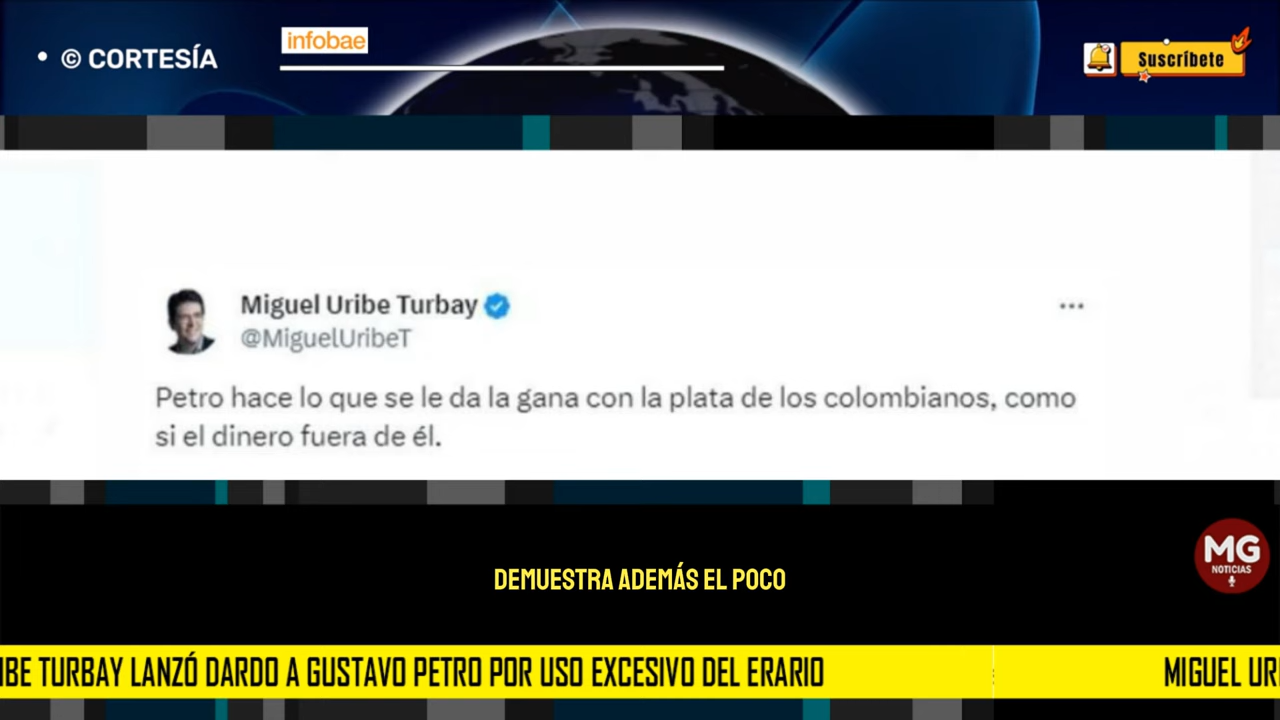 © CORTESÍA
infobae
Suscríbete
Miguel Uribe Turbay
@MiguelUribeT
Petro hace lo que se le da la gana con la plata de los colombianos, como
si el dinero fuera de él.
MG
NOTICIAS
DEMUESTRA ADEMÁS EL POCO
IBE TURBAY LANZÓ DARDO A GUSTAVO PETRO POR USO EXCESIVO DEL ERARIO
MIGUEL URI